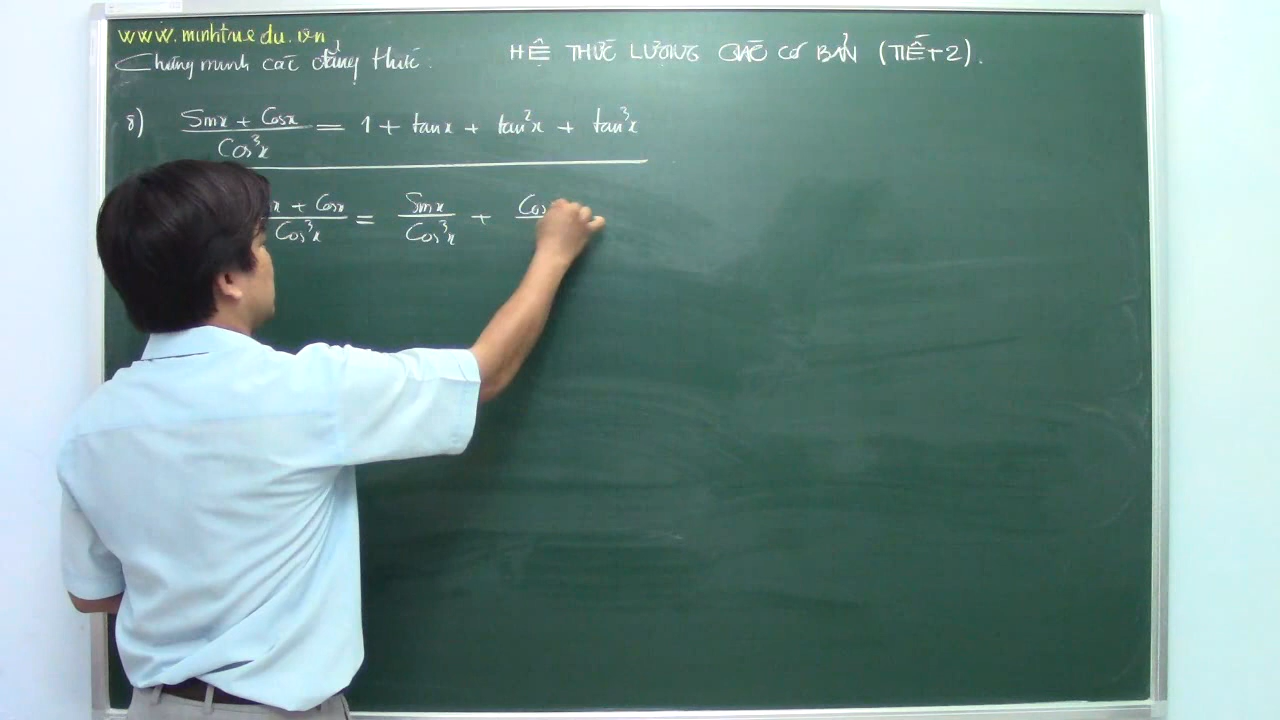 www.minhtue.edu.vn
Chứng minh các đẳng thức:
HỆ THỨC LƯỢNG GIÁC CƠ BẢN (TIẾT 2).
8) (Sinx + Cosx)/Cos³x = 1 + tanx + tan²x + tan³x
x + Cosx/Cos³x = Sinx/Cos³x + Cos